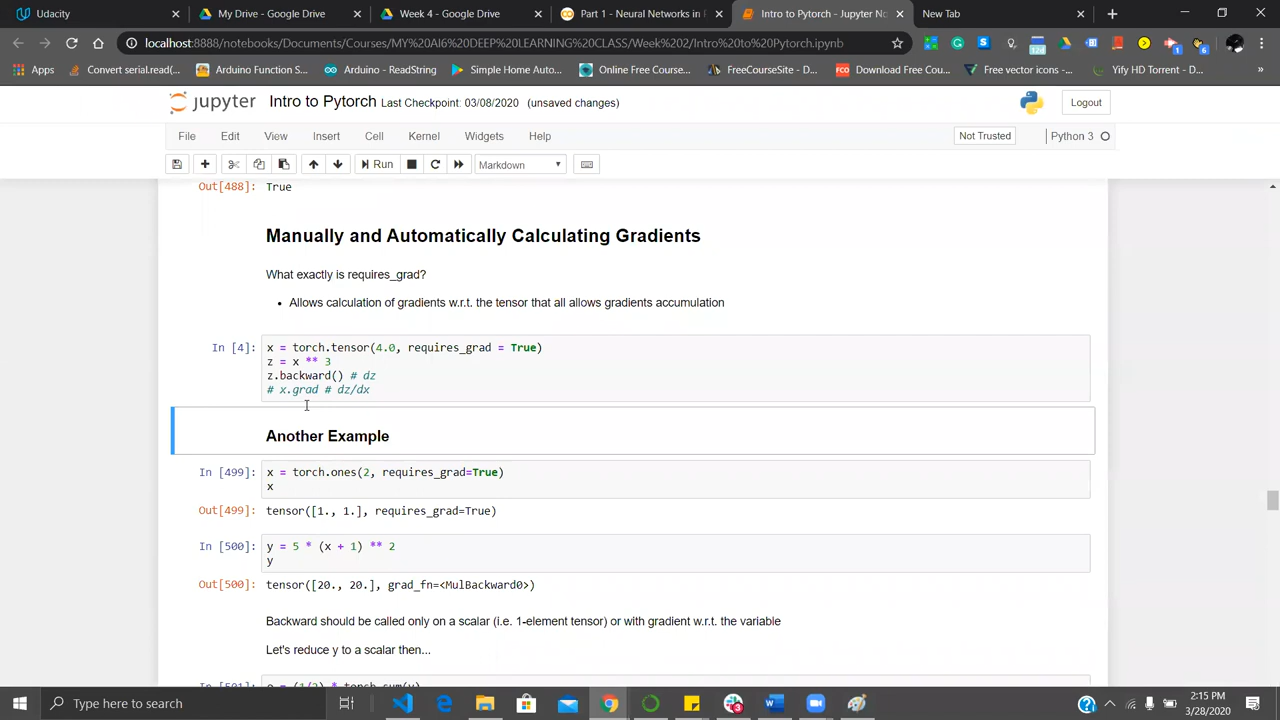 Udacity
My Drive - Google Drive
Week 4 - Google Drive
Part 1 - Neural Networks in
Intro to Pytorch - Jupyter No
New Tab
localhost:8888/notebooks/Documents/Courses/MY%20AI6%20DEEP%20LEARNING%20CLASS/Week%202/Intro%20to%20Pytorch.ipynb
Apps
Convert serial.read(...
Arduino Function S...
Arduino - ReadString
Simple Home Auto...
Online Free Course...
FreeCourseSite - D...
Download Free Cou...
Free vector icons -...
Yify HD Torrent - D...
jupyter Intro to Pytorch Last Checkpoint: 03/08/2020 (unsaved changes)
Logout
File Edit View Insert Cell Kernel Widgets Help
Not Trusted
Python 3
Run
Markdown
Out[488]: True
Manually and Automatically Calculating Gradients
What exactly is requires_grad?
• Allows calculation of gradients w.r.t. the tensor that all allows gradients accumulation
In [4]: x = torch.tensor(4.0, requires_grad = True)
z = x ** 3
z.backward() # dz
# x.grad # dz/dx
Another Example
In [499]: x = torch.ones(2, requires_grad=True)
x
Out[499]: tensor([1., 1.], requires_grad=True)
In [500]: y = 5 * (x + 1) ** 2
y
Out[500]: tensor([20., 20.], grad_fn=<MulBackward0>)
Backward should be called only on a scalar (i.e. 1-element tensor) or with gradient w.r.t. the variable
Let's reduce y to a scalar then...
Type here to search
2:15 PM
3/28/2020